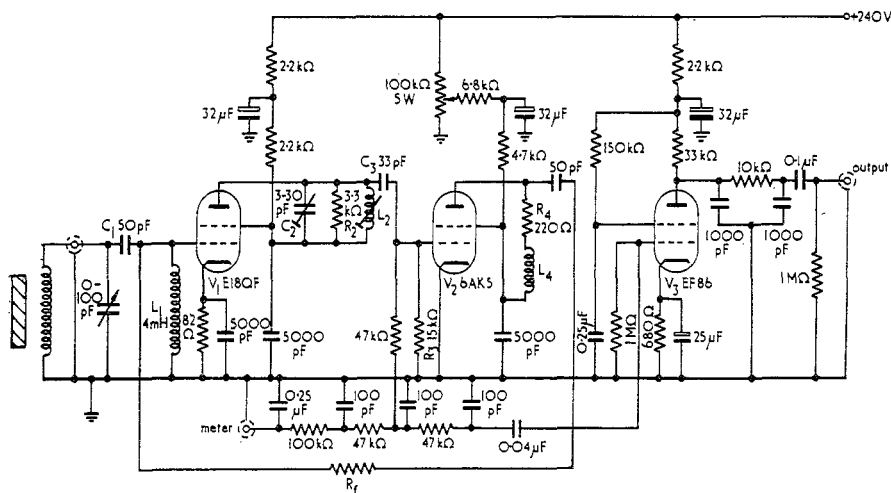 +240V
2·2kΩ
32μF
2·2kΩ
100kΩ
5W
6·8kΩ
32μF
4·7kΩ
2·2kΩ
32μF
150kΩ
33kΩ
10kΩ
0·1μF
output
C3 33pF
50pF
3-30
pF
C2
3·3
kΩ
R2
L2
R4
220Ω
L4
1000
pF
1000
pF
1MΩ
C1 50pF
0-
100
pF
L1
4mH
V1 E180F
82
Ω
5000
pF
5000
pF
47kΩ
R3 15kΩ
V2 6AK5
5000
pF
0·25μF
1MΩ
680Ω
V3 EF86
25μF
0·25
μF
100
pF
100
pF
100
pF
meter
100kΩ
47kΩ
47kΩ
0·04μF
Rf